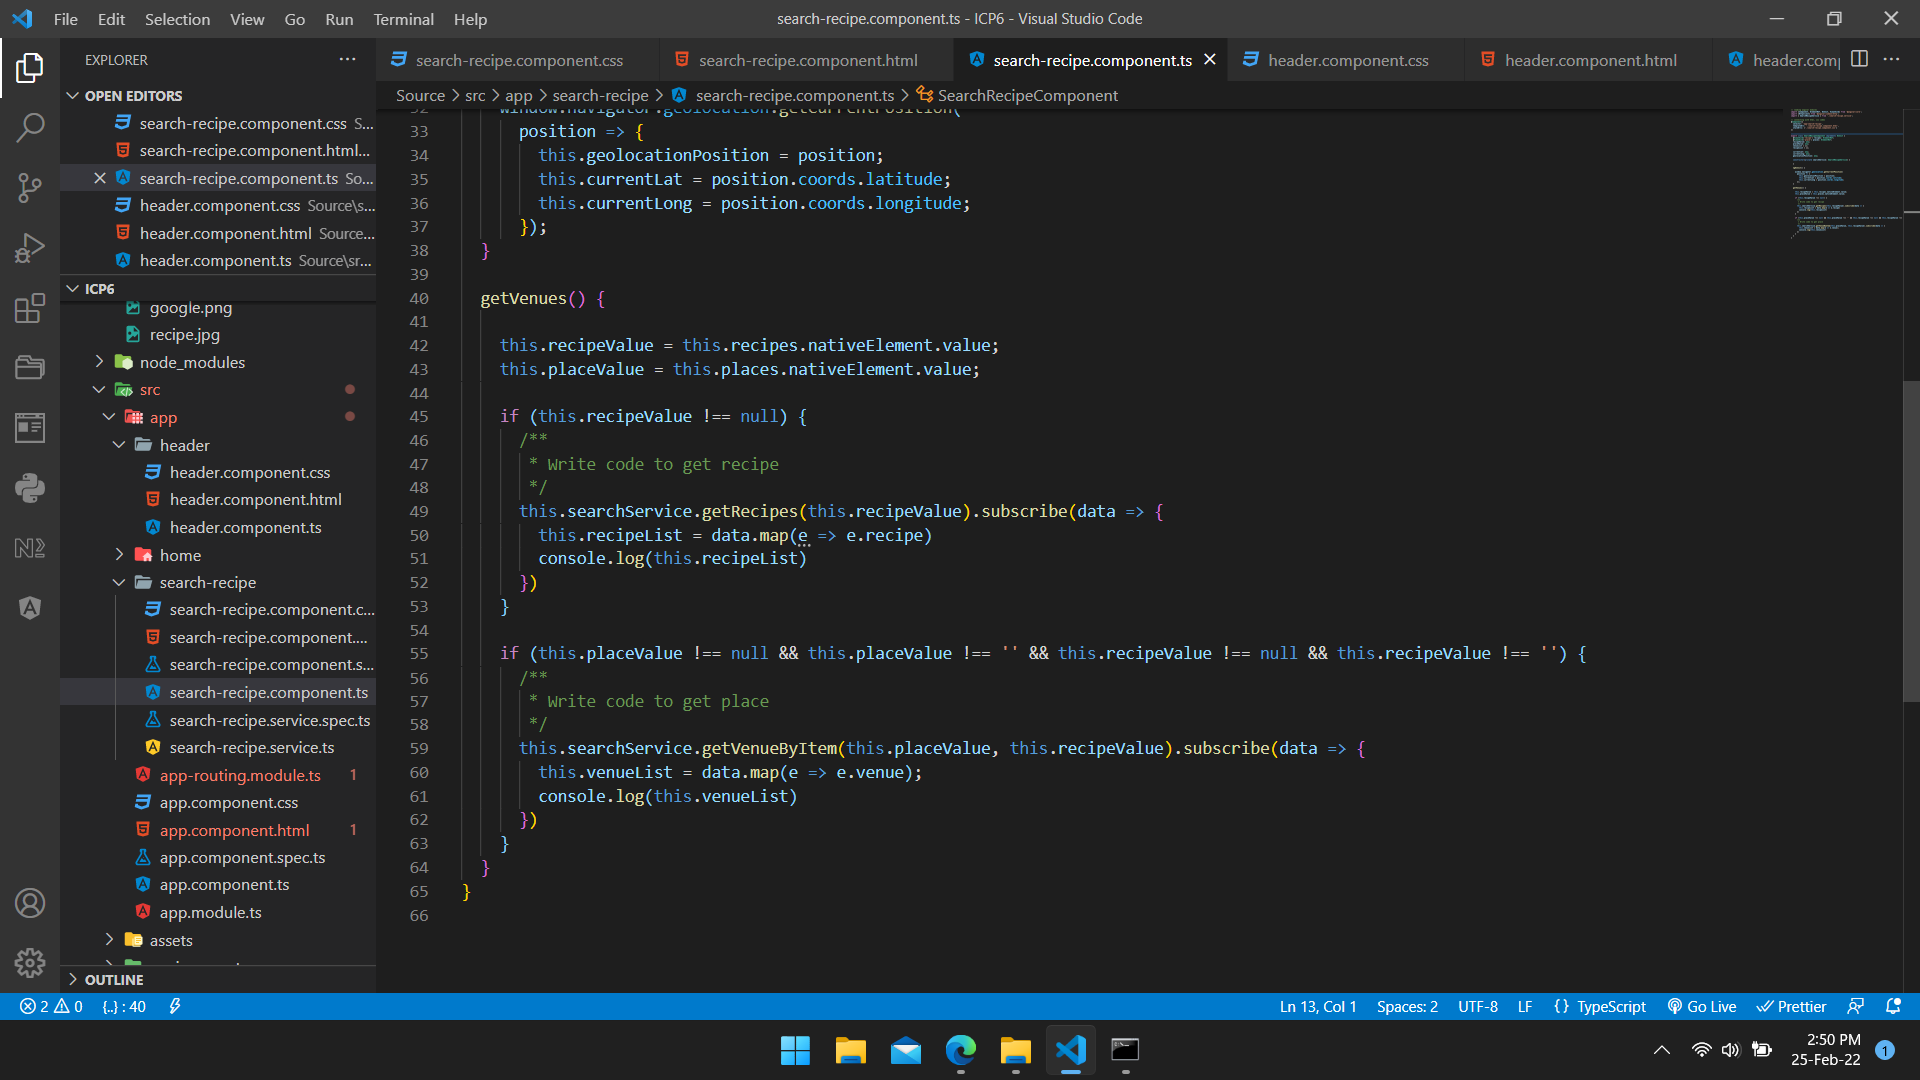 File Edit Selection View Go Run Terminal Help
search-recipe.component.ts - ICP6 - Visual Studio Code
EXPLORER
OPEN EDITORS
search-recipe.component.css S...
search-recipe.component.html...
search-recipe.component.ts So...
header.component.css Source\s...
header.component.html Source...
header.component.ts Source\sr...
ICP6
google.png
recipe.jpg
node_modules
src
app
header
header.component.css
header.component.html
header.component.ts
home
search-recipe
search-recipe.component.c...
search-recipe.component....
search-recipe.component.s...
search-recipe.component.ts
search-recipe.service.spec.ts
search-recipe.service.ts
app-routing.module.ts 1
app.component.css
app.component.html 1
app.component.spec.ts
app.component.ts
app.module.ts
assets
OUTLINE
search-recipe.component.css
search-recipe.component.html
search-recipe.component.ts
header.component.css
header.component.html
header.com
Source > src > app > search-recipe > search-recipe.component.ts > SearchRecipeComponent
32 window.navigator.geolocation.getCurrentPosition(
33 position => {
34 this.geolocationPosition = position;
35 this.currentLat = position.coords.latitude;
36 this.currentLong = position.coords.longitude;
37 });
38 }
39
40 getVenues() {
41
42 this.recipeValue = this.recipes.nativeElement.value;
43 this.placeValue = this.places.nativeElement.value;
44
45 if (this.recipeValue !== null) {
46 /**
47 * Write code to get recipe
48 */
49 this.searchService.getRecipes(this.recipeValue).subscribe(data => {
50 this.recipeList = data.map(e => e.recipe)
51 console.log(this.recipeList)
52 })
53 }
54
55 if (this.placeValue !== null && this.placeValue !== '' && this.recipeValue !== null && this.recipeValue !== '') {
56 /**
57 * Write code to get place
58 */
59 this.searchService.getVenueByItem(this.placeValue, this.recipeValue).subscribe(data => {
60 this.venueList = data.map(e => e.venue);
61 console.log(this.venueList)
62 })
63 }
64 }
65 }
66
2 0 {..} : 40
Ln 13, Col 1 Spaces: 2 UTF-8 LF {} TypeScript Go Live Prettier
2:50 PM
25-Feb-22
1